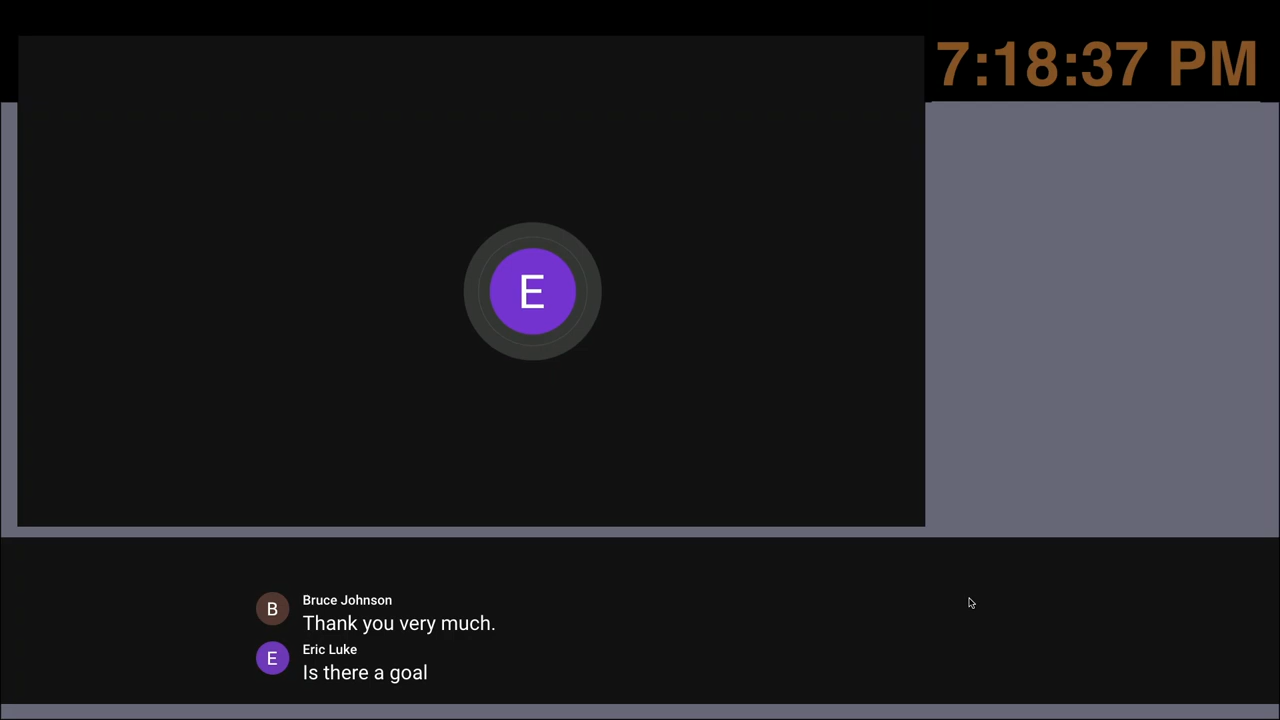 7:18:37 PM
E
B
Bruce Johnson
Thank you very much.
E
Eric Luke
Is there a goal